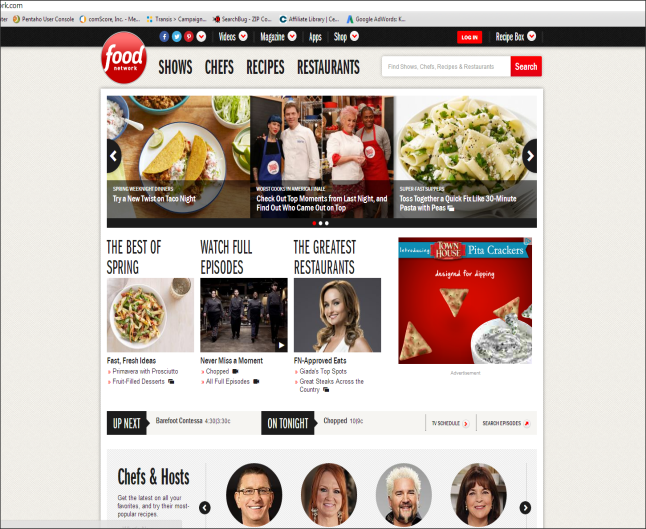 rk.com
ter
Pentaho User Console
comScore, Inc. - Me...
Transis > Campaign...
SearchBug - ZIP Co...
Affiliate Library | Ce...
Google AdWords: K...
Videos
Magazine
Apps
Shop
LOG IN
Recipe Box
food
network
SHOWS
CHEFS
RECIPES
RESTAURANTS
Find Shows, Chefs, Recipes & Restaurants
Search
SPRING WEEKNIGHT DINNERS
Try a New Twist on Taco Night
WORST COOKS IN AMERICA FINALE
Check Out Top Moments from Last Night, and
Find Out Who Came Out on Top
SUPER-FAST SUPPERS
Toss Together a Quick Fix Like 30-Minute
Pasta with Peas
THE BEST OF
SPRING
Fast, Fresh Ideas
» Primavera with Prosciutto
» Fruit-Filled Desserts
WATCH FULL
EPISODES
Never Miss a Moment
» Chopped
» All Full Episodes
THE GREATEST
RESTAURANTS
FN-Approved Eats
» Giada's Top Spots
» Great Steaks Across the
Country
Introducing
TOWN
HOUSE
Pita Crackers
designed for dipping
Advertisement
UP NEXT
Barefoot Contessa 4:30|3:30c
ON TONIGHT
Chopped 10|9c
TV SCHEDULE
SEARCH EPISODES
Chefs & Hosts
Get the latest on all your
favorites, and try their most-
popular recipes.